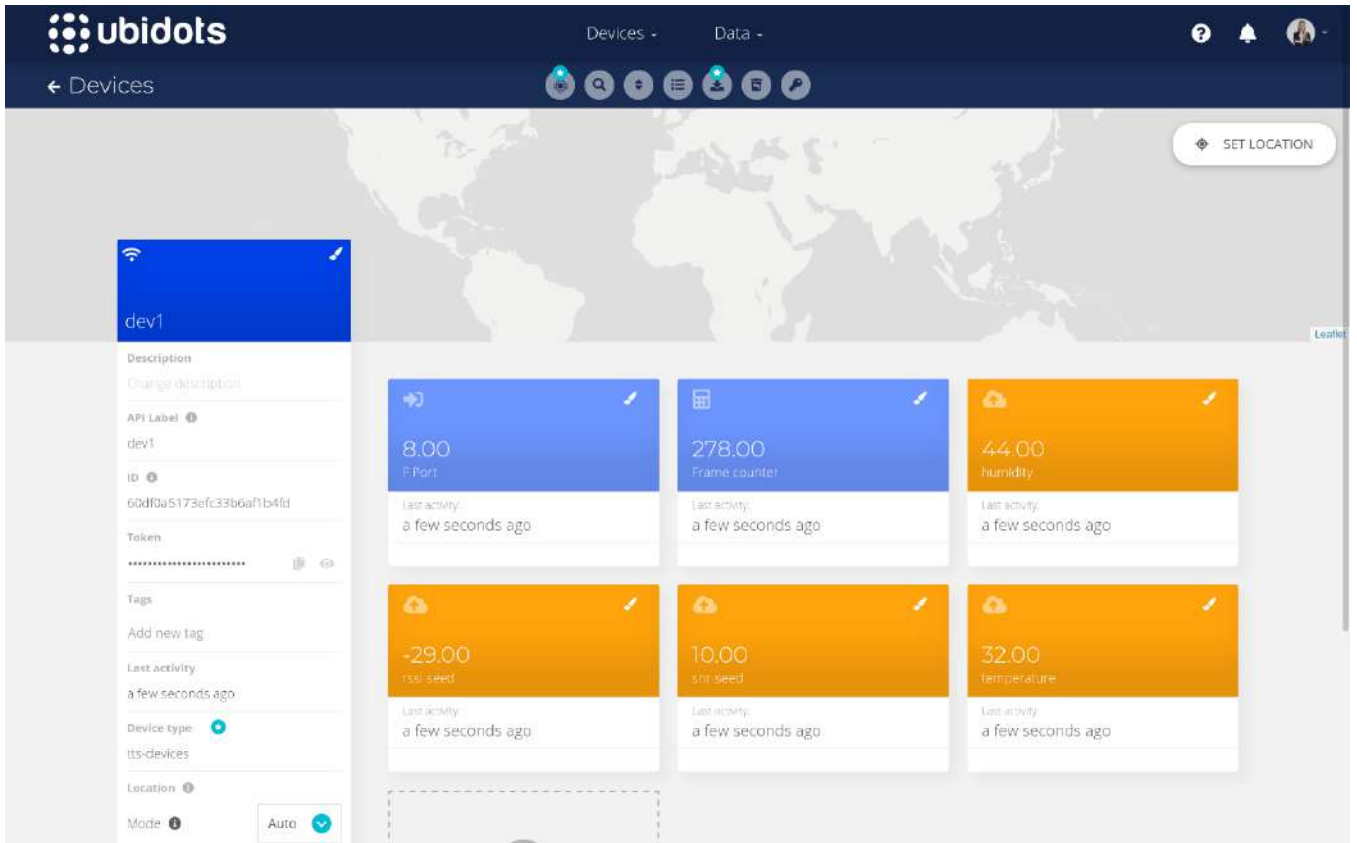 ubidots
Devices
Data
Devices
SET LOCATION
Leaflet
dev1
Description
Change description
API Label
dev1
ID
60df0a5173efc33b6af1b4fd
Token
Tags
Add new tag
Last activity
a few seconds ago
Device type
tts-devices
Location
Mode
Auto
8.00
F Port
Last activity:
a few seconds ago
278.00
Frame counter
Last activity:
a few seconds ago
44.00
humidity
Last activity:
a few seconds ago
-29.00
rssi-seed
Last activity:
a few seconds ago
10.00
snr-seed
Last activity:
a few seconds ago
32.00
temperature
Last activity:
a few seconds ago